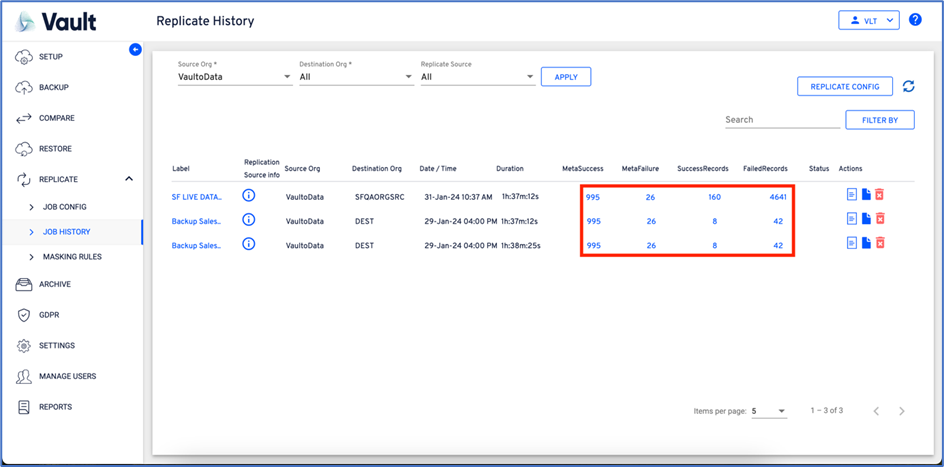 Vault
Replicate History
VLT
?
SETUP
BACKUP
COMPARE
RESTORE
REPLICATE
JOB CONFIG
JOB HISTORY
MASKING RULES
ARCHIVE
GDPR
SETTINGS
MANAGE USERS
REPORTS
Source Org * Destination Org * Replicate Source
VaultoData All All APPLY
REPLICATE CONFIG
Search FILTER BY
Label Replication Source info Source Org Destination Org Date / Time Duration MetaSuccess MetaFailure SuccessRecords FailedRecords Status Actions
SF LIVE DATA... VaultoData SFQAORGSRC 31-Jan-24 10:37 AM 1h:37m:12s 995 26 160 4641
Backup Sales... VaultoData DEST 29-Jan-24 04:00 PM 1h:37m:12s 995 26 8 42
Backup Sales... VaultoData DEST 29-Jan-24 04:00 PM 1h:38m:25s 995 26 8 42
Items per page: 5 1 – 3 of 3